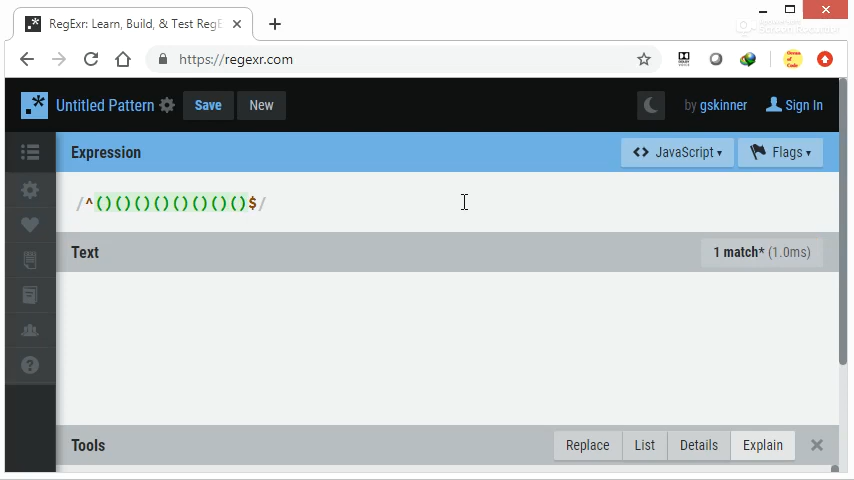 RegExr: Learn, Build, & Test RegE
https://regexr.com
.* Untitled Pattern Save New by gskinner Sign In
Expression <> JavaScript Flags
/^()()()()()()()()$/
Text 1 match* (1.0ms)
Tools Replace List Details Explain